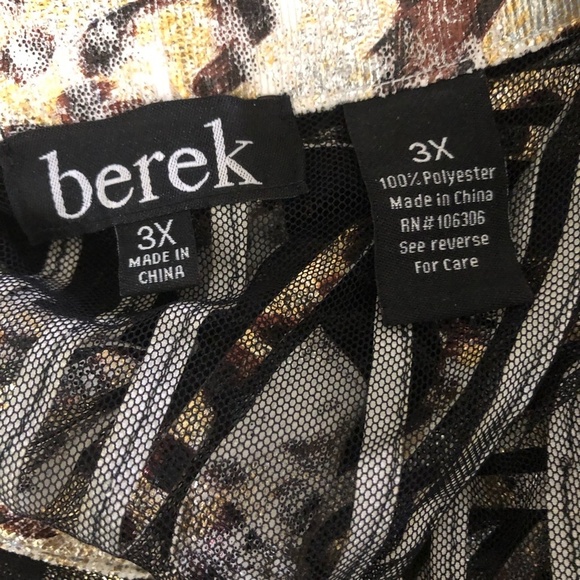 berek
3X
MADE IN
CHINA
3X
100% Polyester
Made in China
RN# 106306
See reverse
For Care